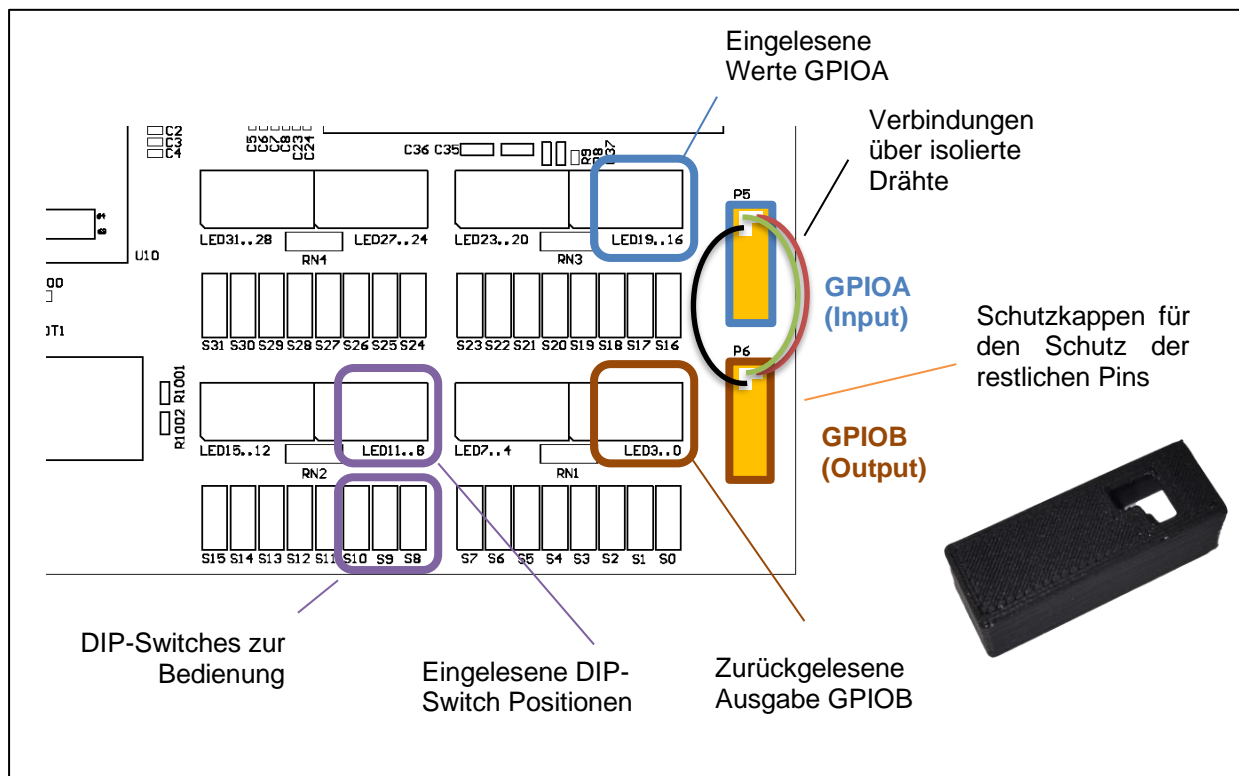 Eingelesene
Werte GPIOA
Verbindungen
über isolierte
Drähte
C2
C3
C4
C5
C6
C7
C8
C23
C24
C36 C35
R9
P5
LED31..28 LED27..24 LED23..20 LED19..16
U10
RN4 RN3
GPIOA
(Input)
S31 S30 S29 S28 S27 S26 S25 S24 S23 S22 S21 S20 S19 S18 S17 S16
P6
Schutzkappen für
den Schutz der
restlichen Pins
R1001
R1002
LED15..12 LED11..8 LED7..4 LED3..0
RN2 RN1
GPIOB
(Output)
S15 S14 S13 S12 S11 S10 S9 S8 S7 S6 S5 S4 S3 S2 S1 S0
DIP-Switches zur
Bedienung
Eingelesene DIP-
Switch Positionen
Zurückgelesene
Ausgabe GPIOB